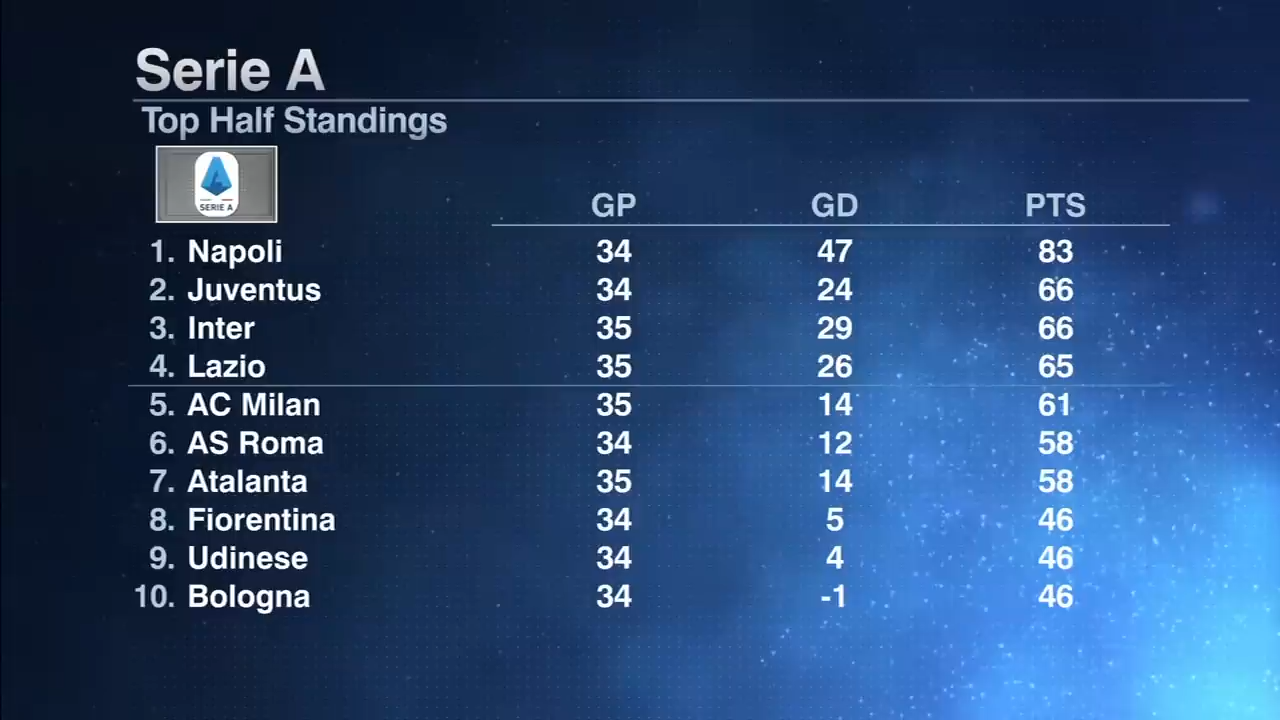 Serie A
Top Half Standings
SERIE A
GP GD PTS
1. Napoli 34 47 83
2. Juventus 34 24 66
3. Inter 35 29 66
4. Lazio 35 26 65
5. AC Milan 35 14 61
6. AS Roma 34 12 58
7. Atalanta 35 14 58
8. Fiorentina 34 5 46
9. Udinese 34 4 46
10. Bologna 34 -1 46